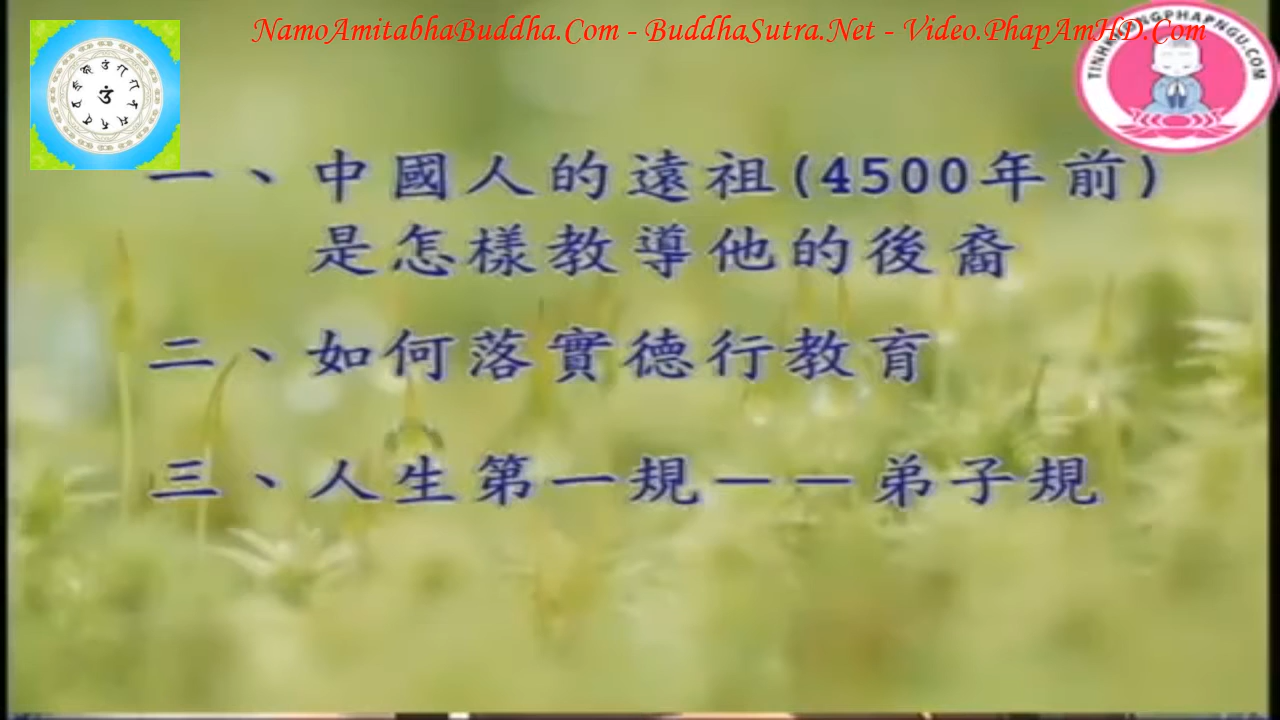 NamoAmitabhaBuddha.Com - BuddhaSutra.Net - Video.PhapAmHD.Com
一、中國人的遠祖(4500年前)
是怎樣教導他的後裔
二、如何落實德行教育
三、人生第一規－－弟子規